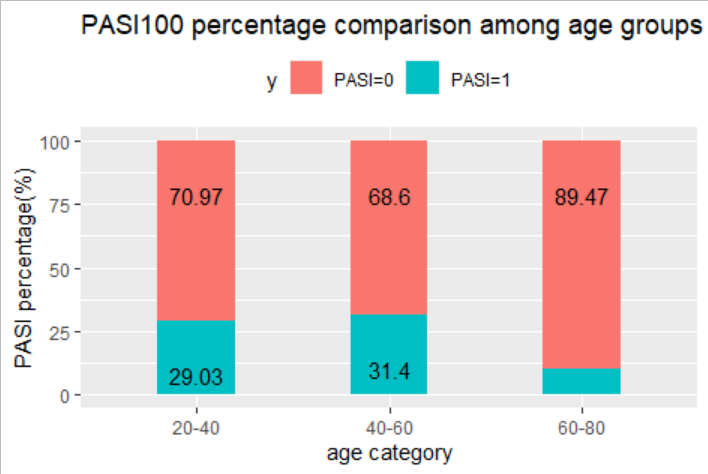 PASI100 percentage comparison among age groups
y PASI=0 PASI=1
PASI percentage(%)
100
75
50
25
0
70.97 68.6 89.47
29.03 31.4
20-40 40-60 60-80
age category